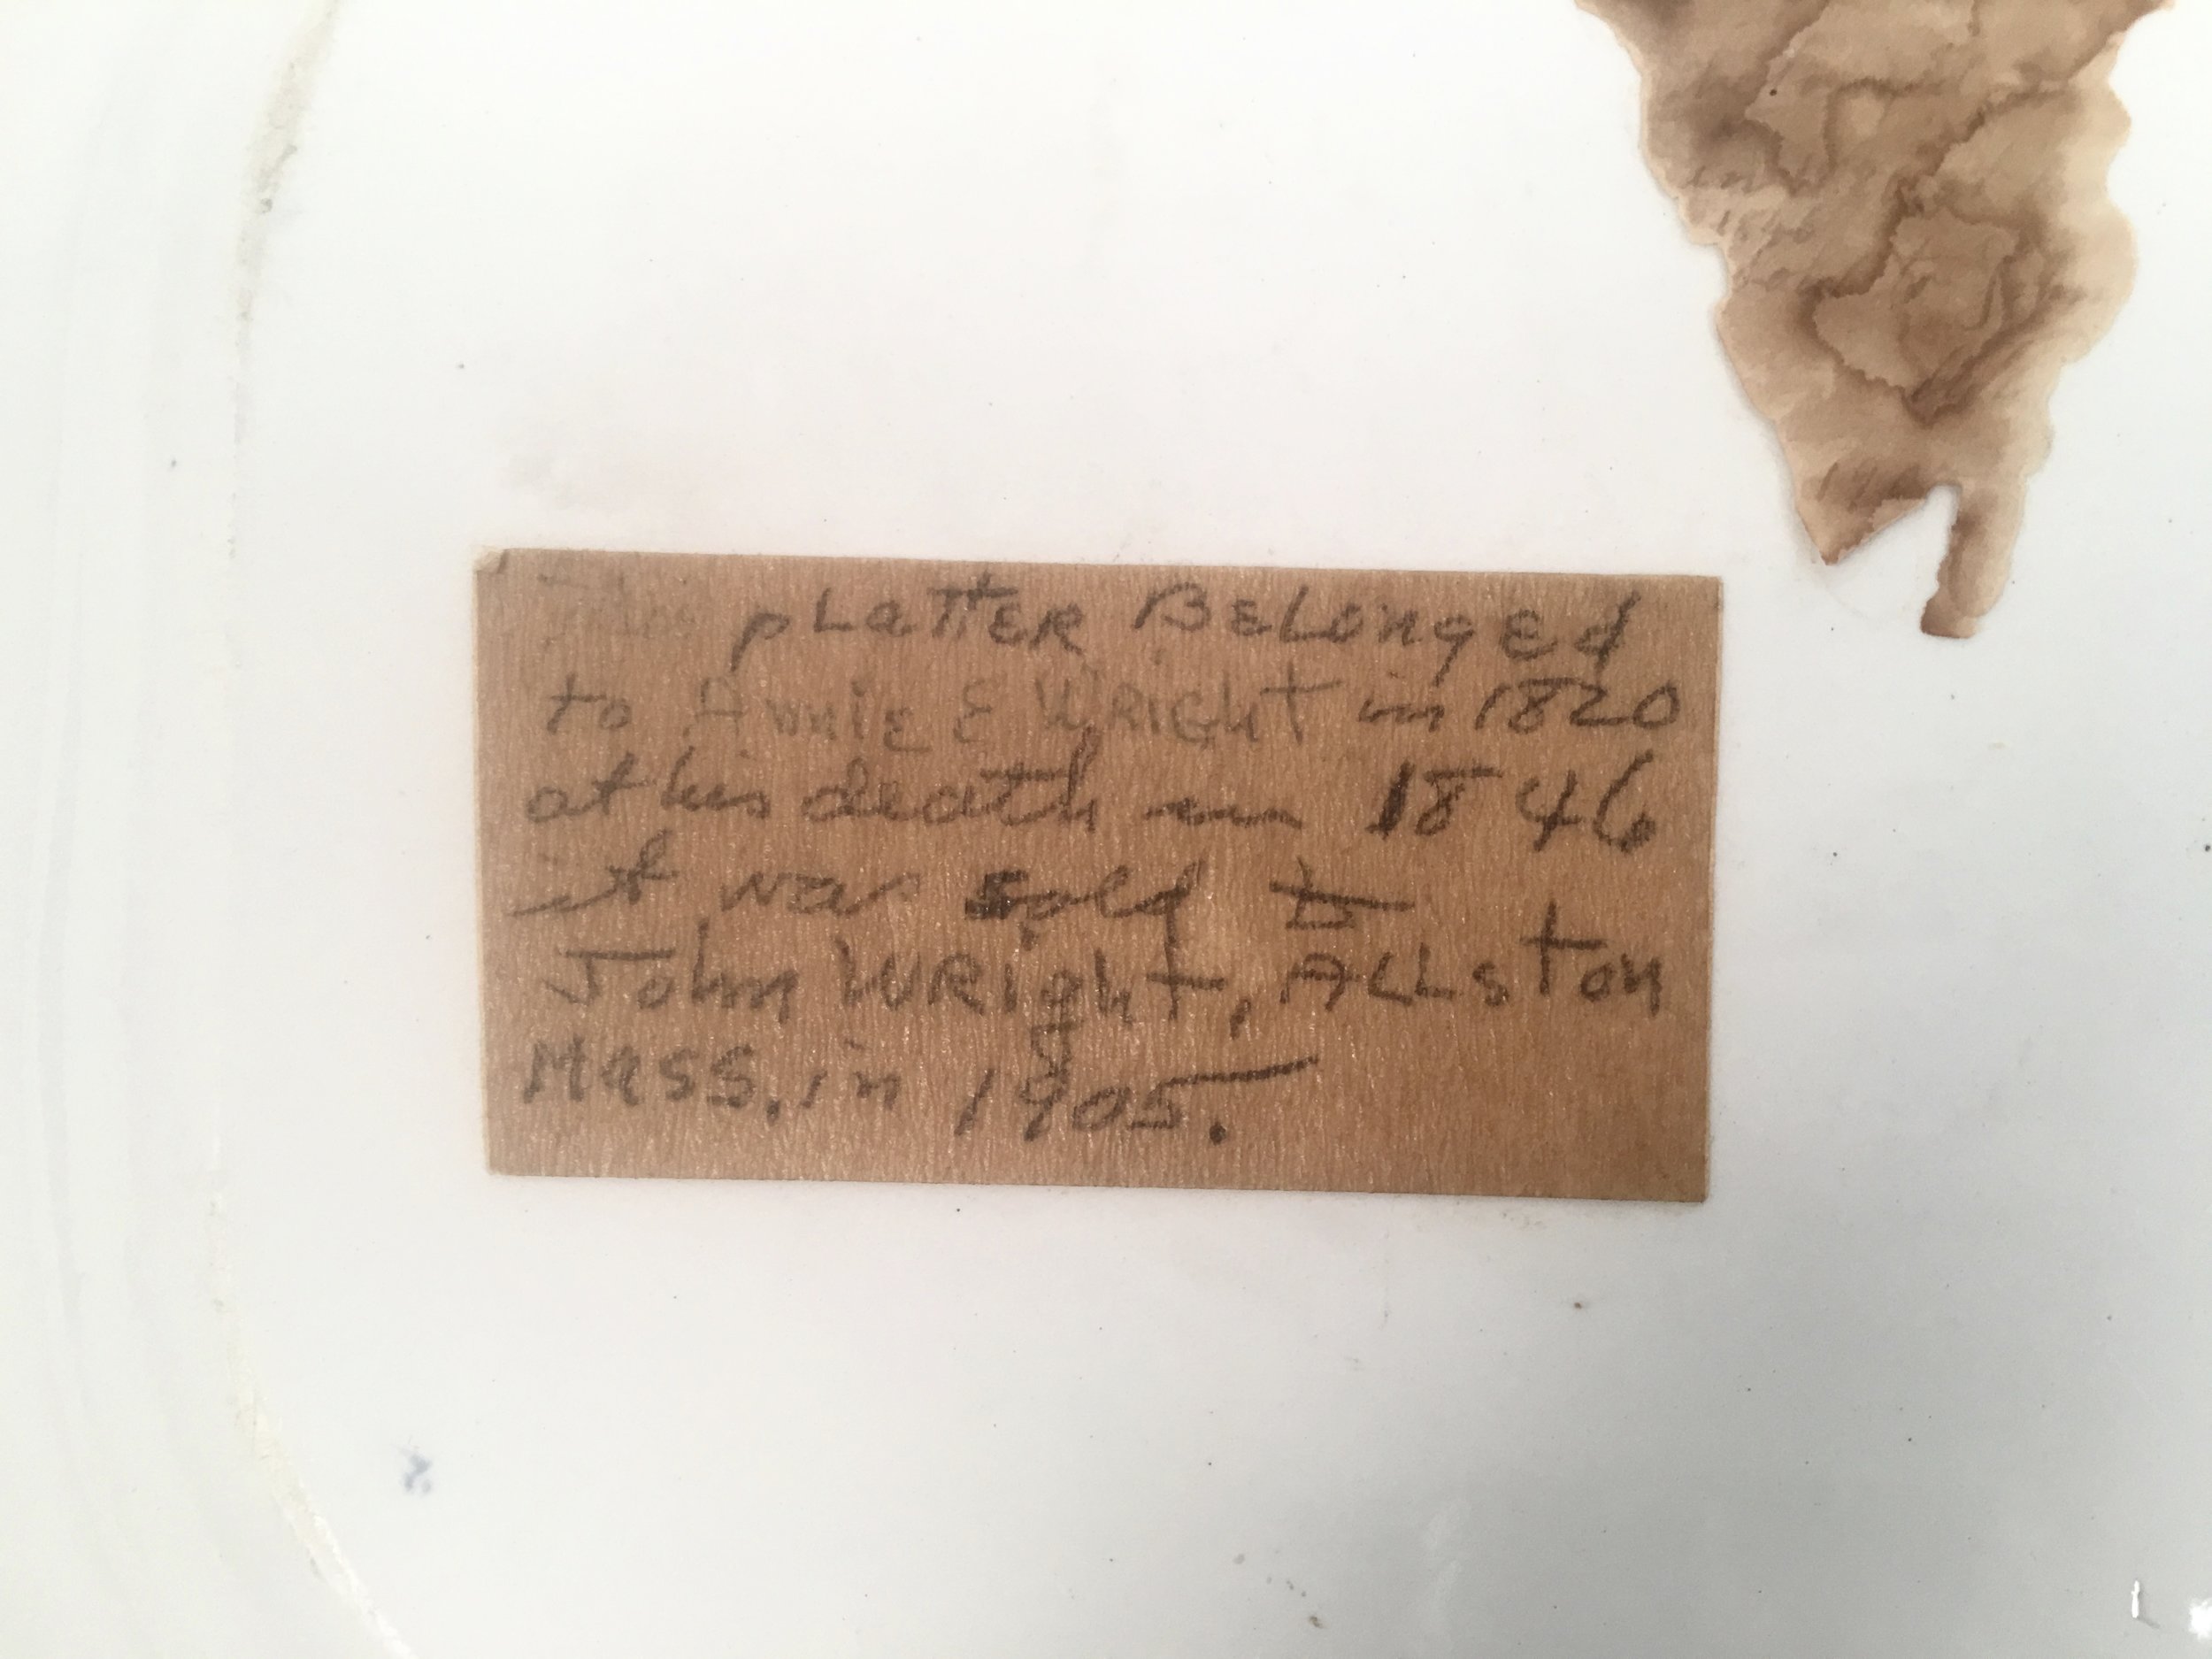 This pLatTER BELongEd
to Annie E WRIGhT in 1820
at his death in 1846
it was sold to
John WRight, ALLston
Mass. in 1905.